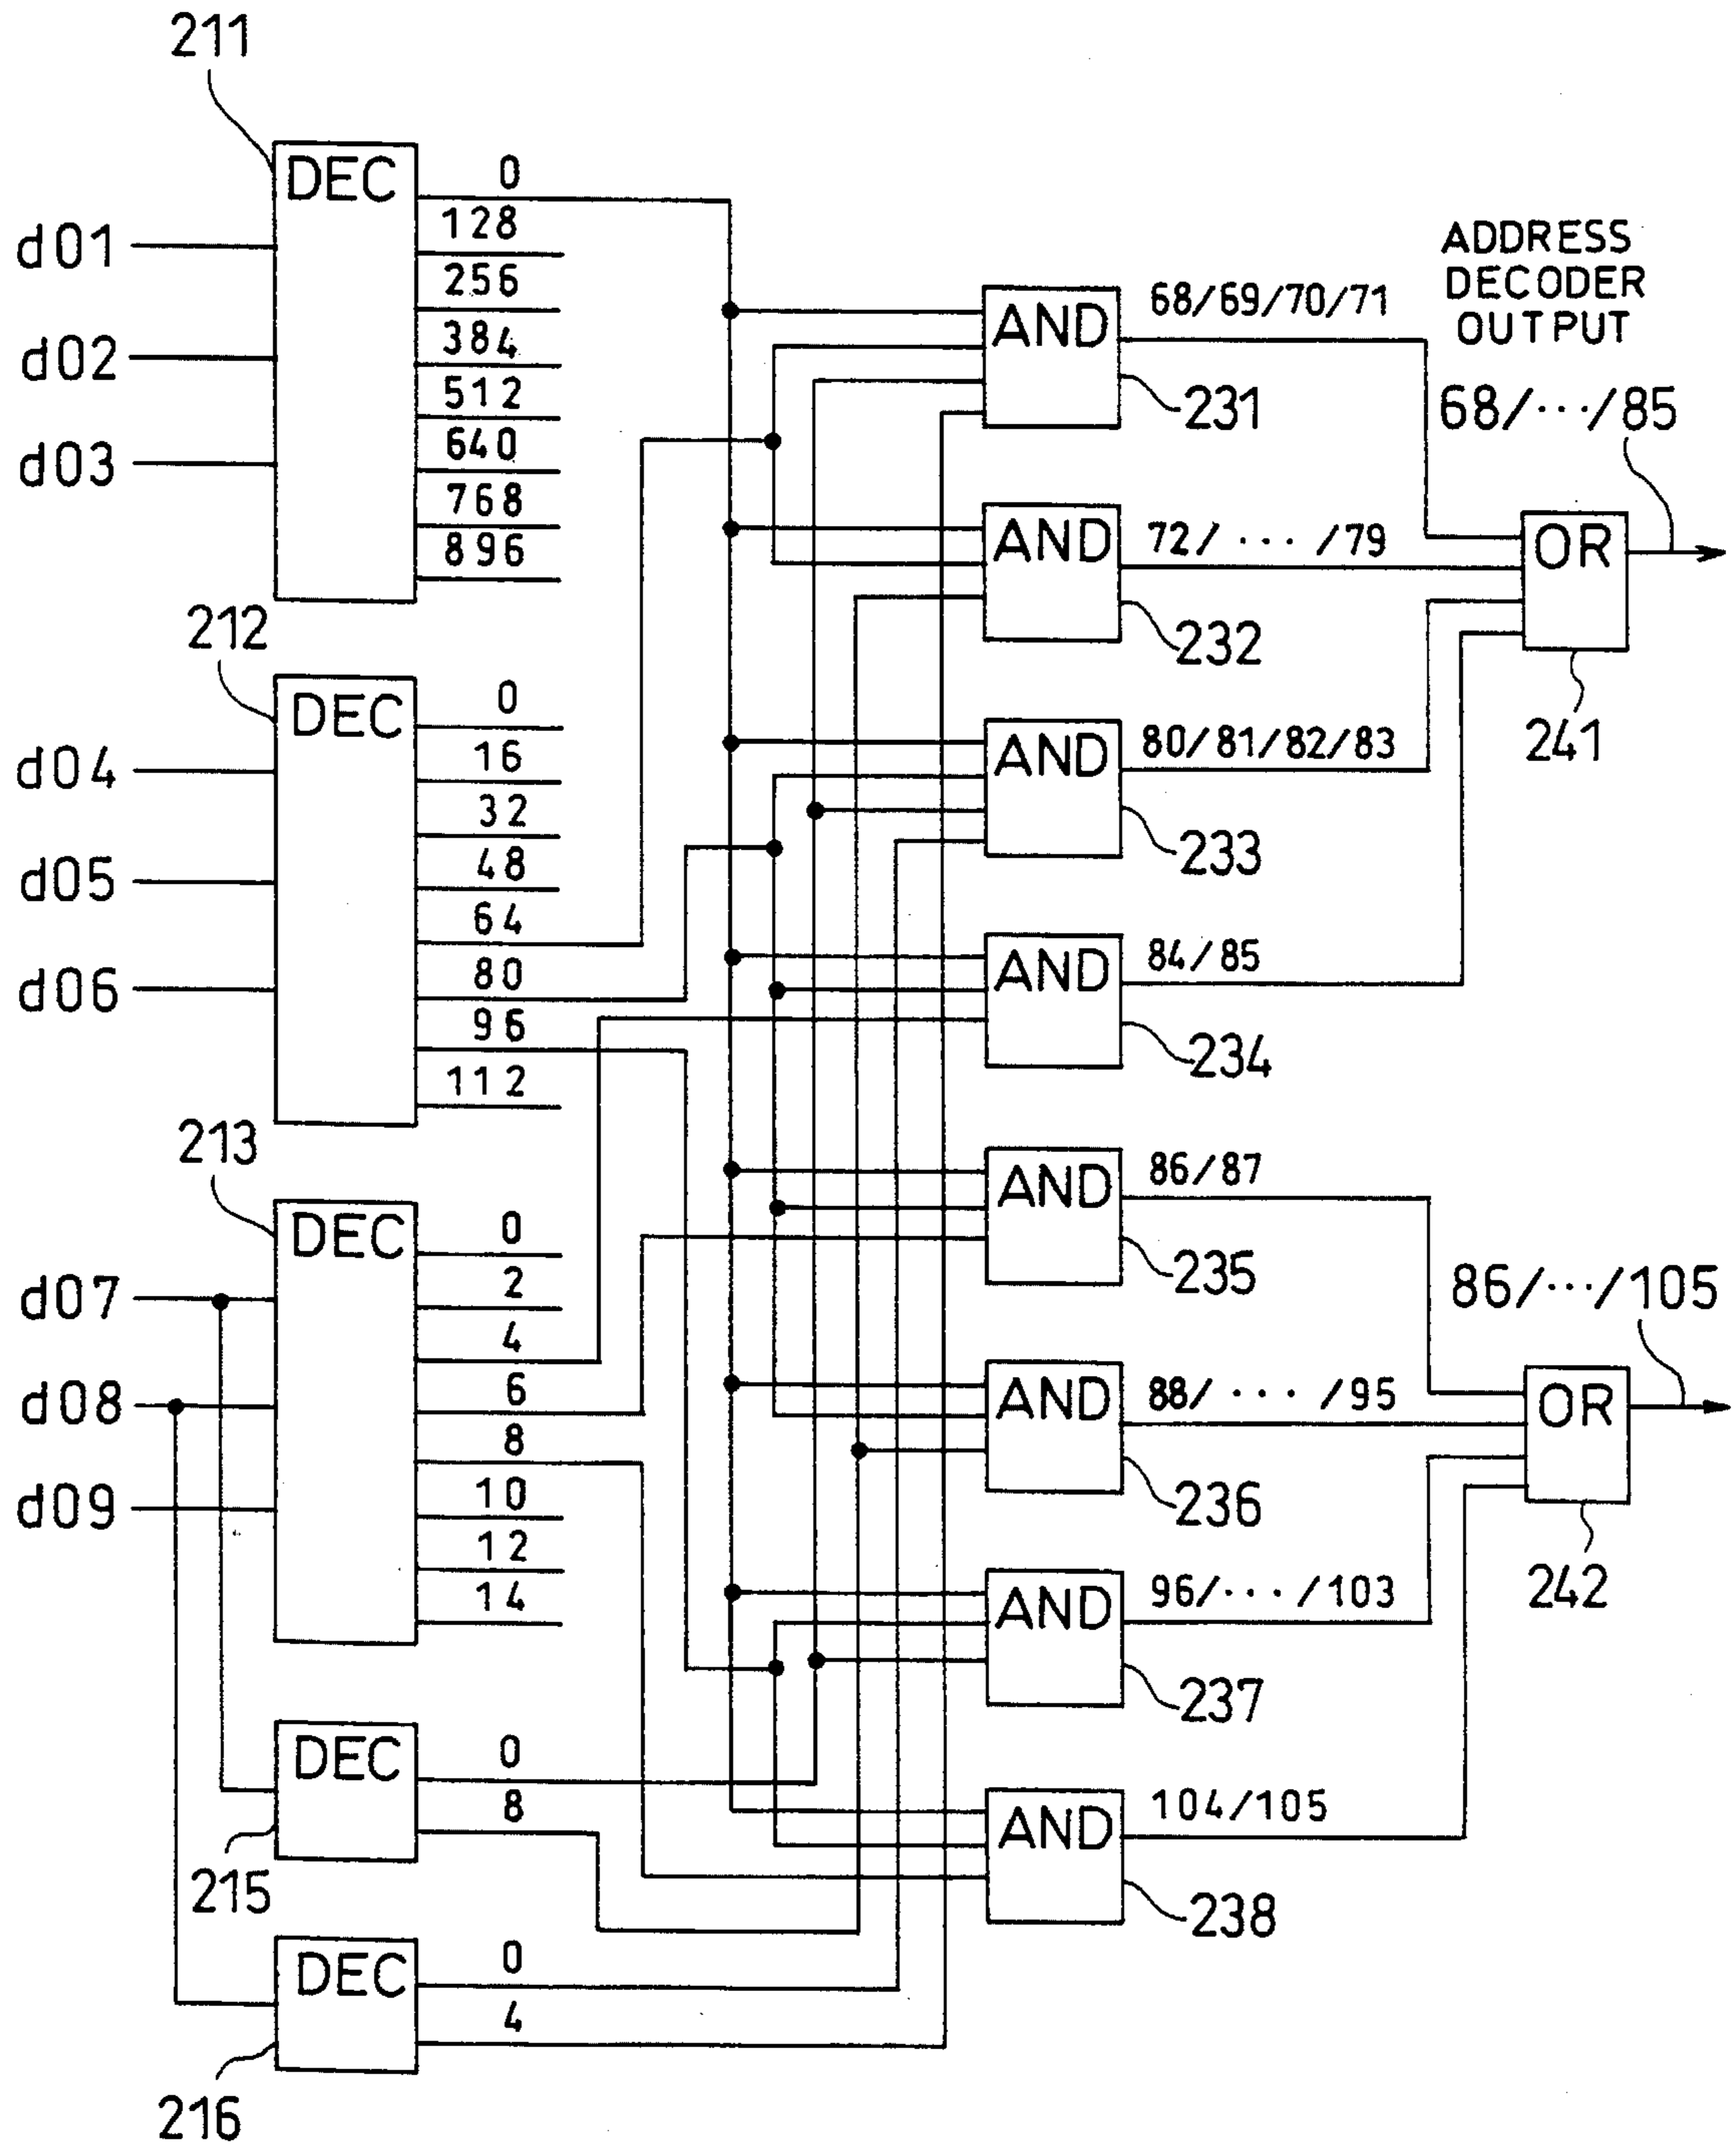 211
DEC
d01
d02
d03
0
128
256
384
512
640
768
896
212
DEC
d04
d05
d06
0
16
32
48
64
80
96
112
213
DEC
d07
d08
d09
0
2
4
6
8
10
12
14
DEC
0
8
215
DEC
0
4
216
AND
68/69/70/71
231
AND
72/ ··· /79
232
AND
80/81/82/83
233
AND
84/85
234
AND
86/87
235
AND
88/ ··· /95
236
AND
96/ ··· /103
237
AND
104/105
238
ADDRESS
DECODER
OUTPUT
68/···/85
OR
241
86/···/105
OR
242